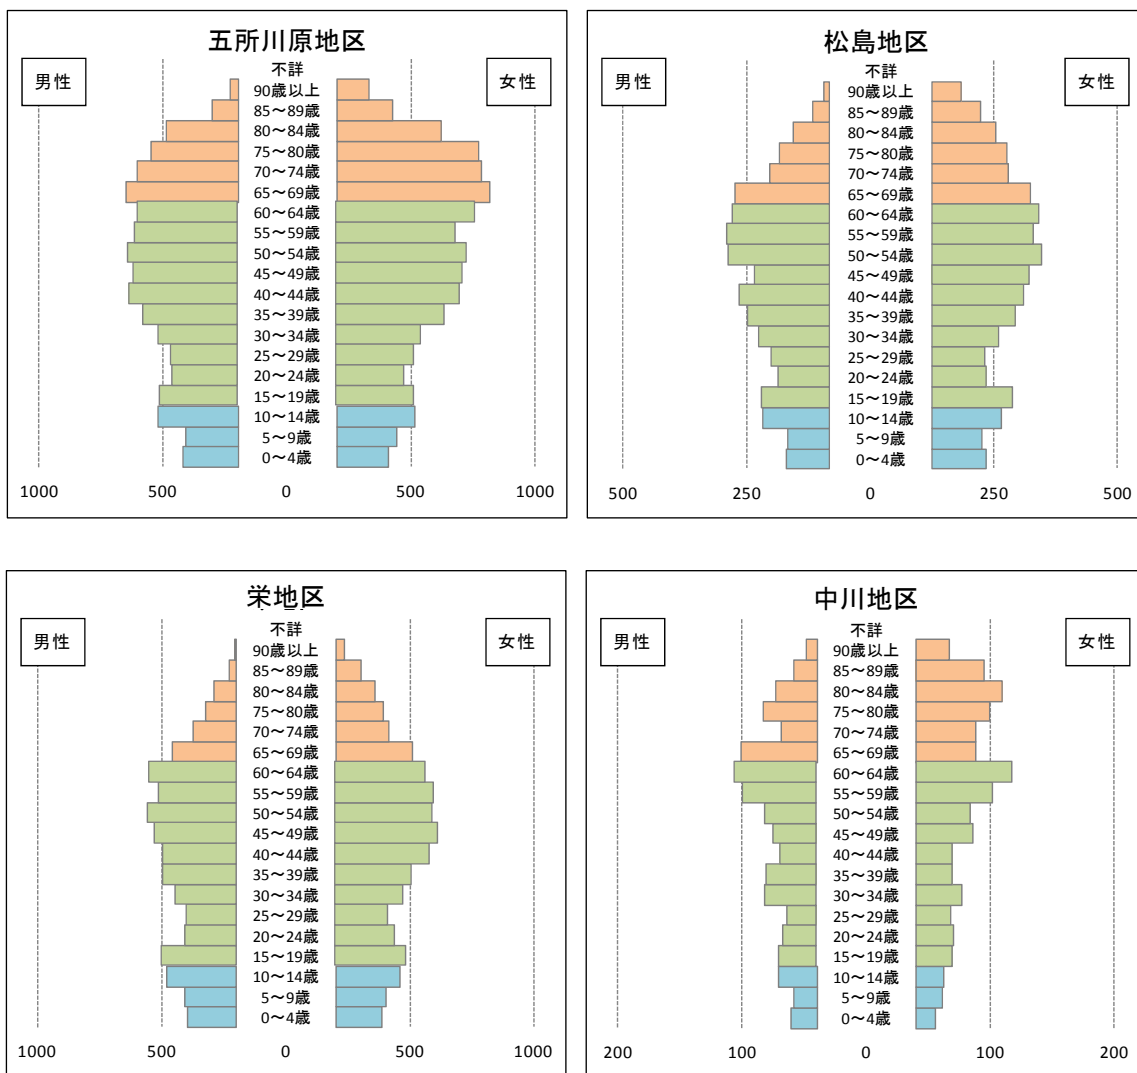 五所川原地区
男性
女性
不詳
90歳以上
85～89歳
80～84歳
75～80歳
70～74歳
65～69歳
60～64歳
55～59歳
50～54歳
45～49歳
40～44歳
35～39歳
30～34歳
25～29歳
20～24歳
15～19歳
10～14歳
5～9歳
0～4歳
1000 500 0 500 1000
松島地区
男性
女性
不詳
90歳以上
85～89歳
80～84歳
75～80歳
70～74歳
65～69歳
60～64歳
55～59歳
50～54歳
45～49歳
40～44歳
35～39歳
30～34歳
25～29歳
20～24歳
15～19歳
10～14歳
5～9歳
0～4歳
500 250 0 250 500
栄地区
男性
女性
不詳
90歳以上
85～89歳
80～84歳
75～80歳
70～74歳
65～69歳
60～64歳
55～59歳
50～54歳
45～49歳
40～44歳
35～39歳
30～34歳
25～29歳
20～24歳
15～19歳
10～14歳
5～9歳
0～4歳
1000 500 0 500 1000
中川地区
男性
女性
不詳
90歳以上
85～89歳
80～84歳
75～80歳
70～74歳
65～69歳
60～64歳
55～59歳
50～54歳
45～49歳
40～44歳
35～39歳
30～34歳
25～29歳
20～24歳
15～19歳
10～14歳
5～9歳
0～4歳
200 100 0 100 200